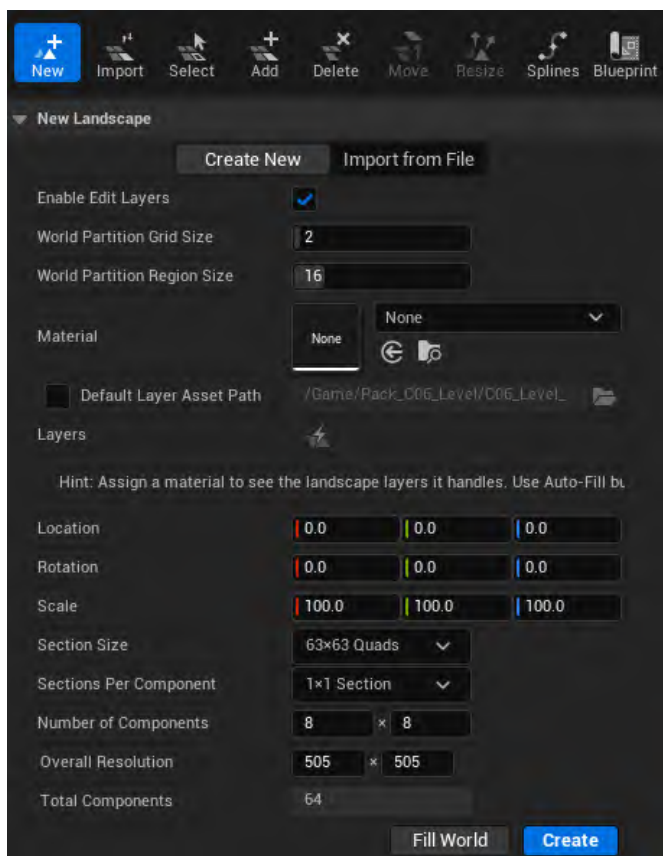 New Import Select Add Delete Move Resize Splines Blueprint
New Landscape
Create New Import from File
Enable Edit Layers
World Partition Grid Size 2
World Partition Region Size 16
Material None None
Default Layer Asset Path /Game/Pack_C06_Level/C06_Level_
Layers
Hint: Assign a material to see the landscape layers it handles. Use Auto-Fill bu
Location 0.0 0.0 0.0
Rotation 0.0 0.0 0.0
Scale 100.0 100.0 100.0
Section Size 63×63 Quads
Sections Per Component 1×1 Section
Number of Components 8 × 8
Overall Resolution 505 × 505
Total Components 64
Fill World Create